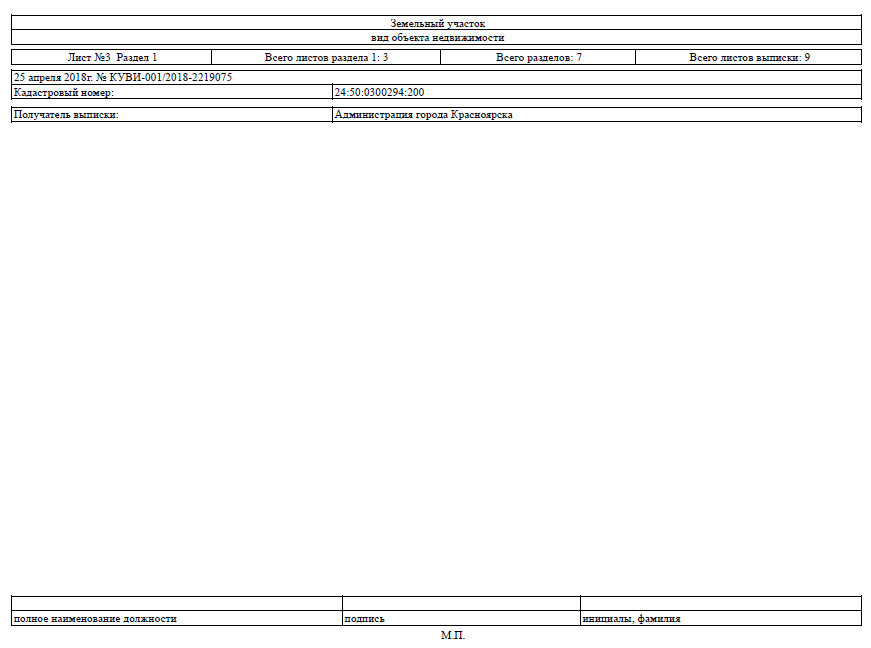 Земельный участок
вид объекта недвижимости
Лист №3 Раздел 1 Всего листов раздела 1: 3 Всего разделов: 7 Всего листов выписки: 9
25 апреля 2018г. № КУВИ-001/2018-2219075
Кадастровый номер: 24:50:0300294:200
Получатель выписки: Администрация города Красноярска
полное наименование должности подпись инициалы, фамилия
М.П.